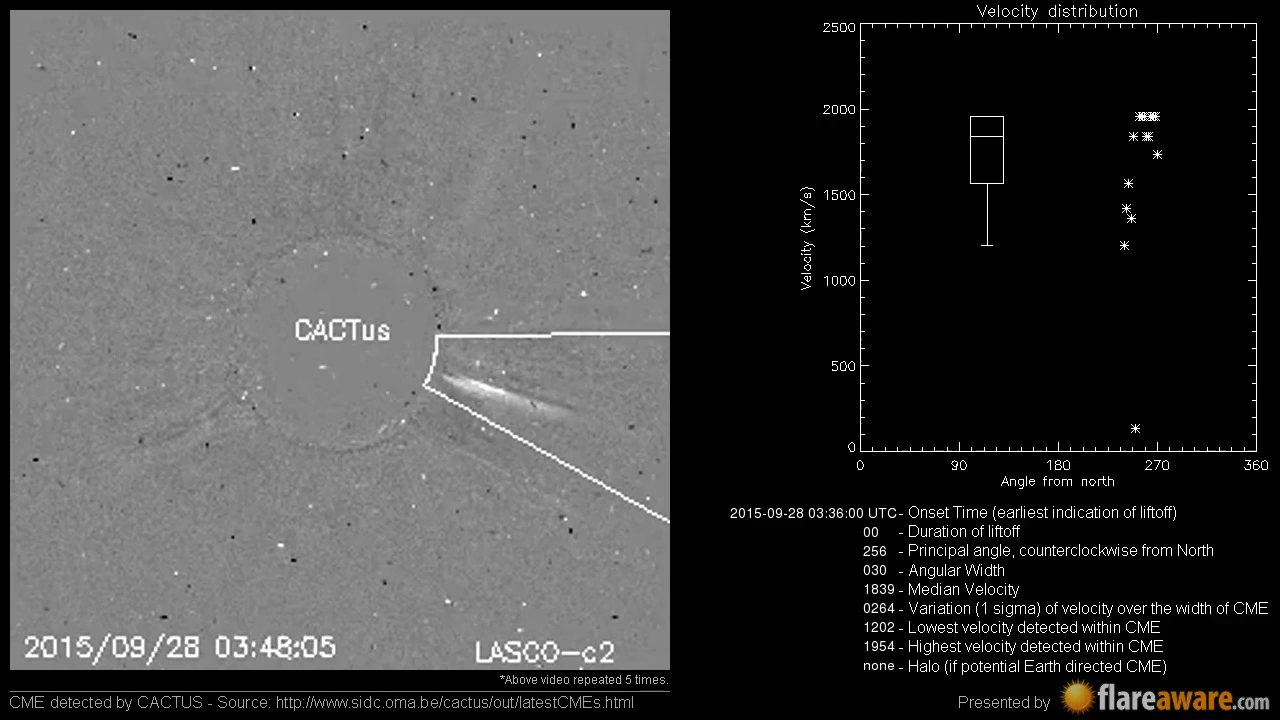 CACTus
2015/09/28 03:48:05
LASCO-c2
*Above video repeated 5 times.
CME detected by CACTUS - Source: http://www.sidc.oma.be/cactus/out/latestCMEs.html
Velocity distribution
Velocity (km/s)
2500
2000
1500
1000
500
0
0 90 180 270 360
Angle from north
2015-09-28 03:36:00 UTC - Onset Time (earliest indication of liftoff)
00 - Duration of liftoff
256 - Principal angle, counterclockwise from North
030 - Angular Width
1839 - Median Velocity
0264 - Variation (1 sigma) of velocity over the width of CME
1202 - Lowest velocity detected within CME
1954 - Highest velocity detected within CME
none - Halo (if potential Earth directed CME)
Presented by flareaware.com